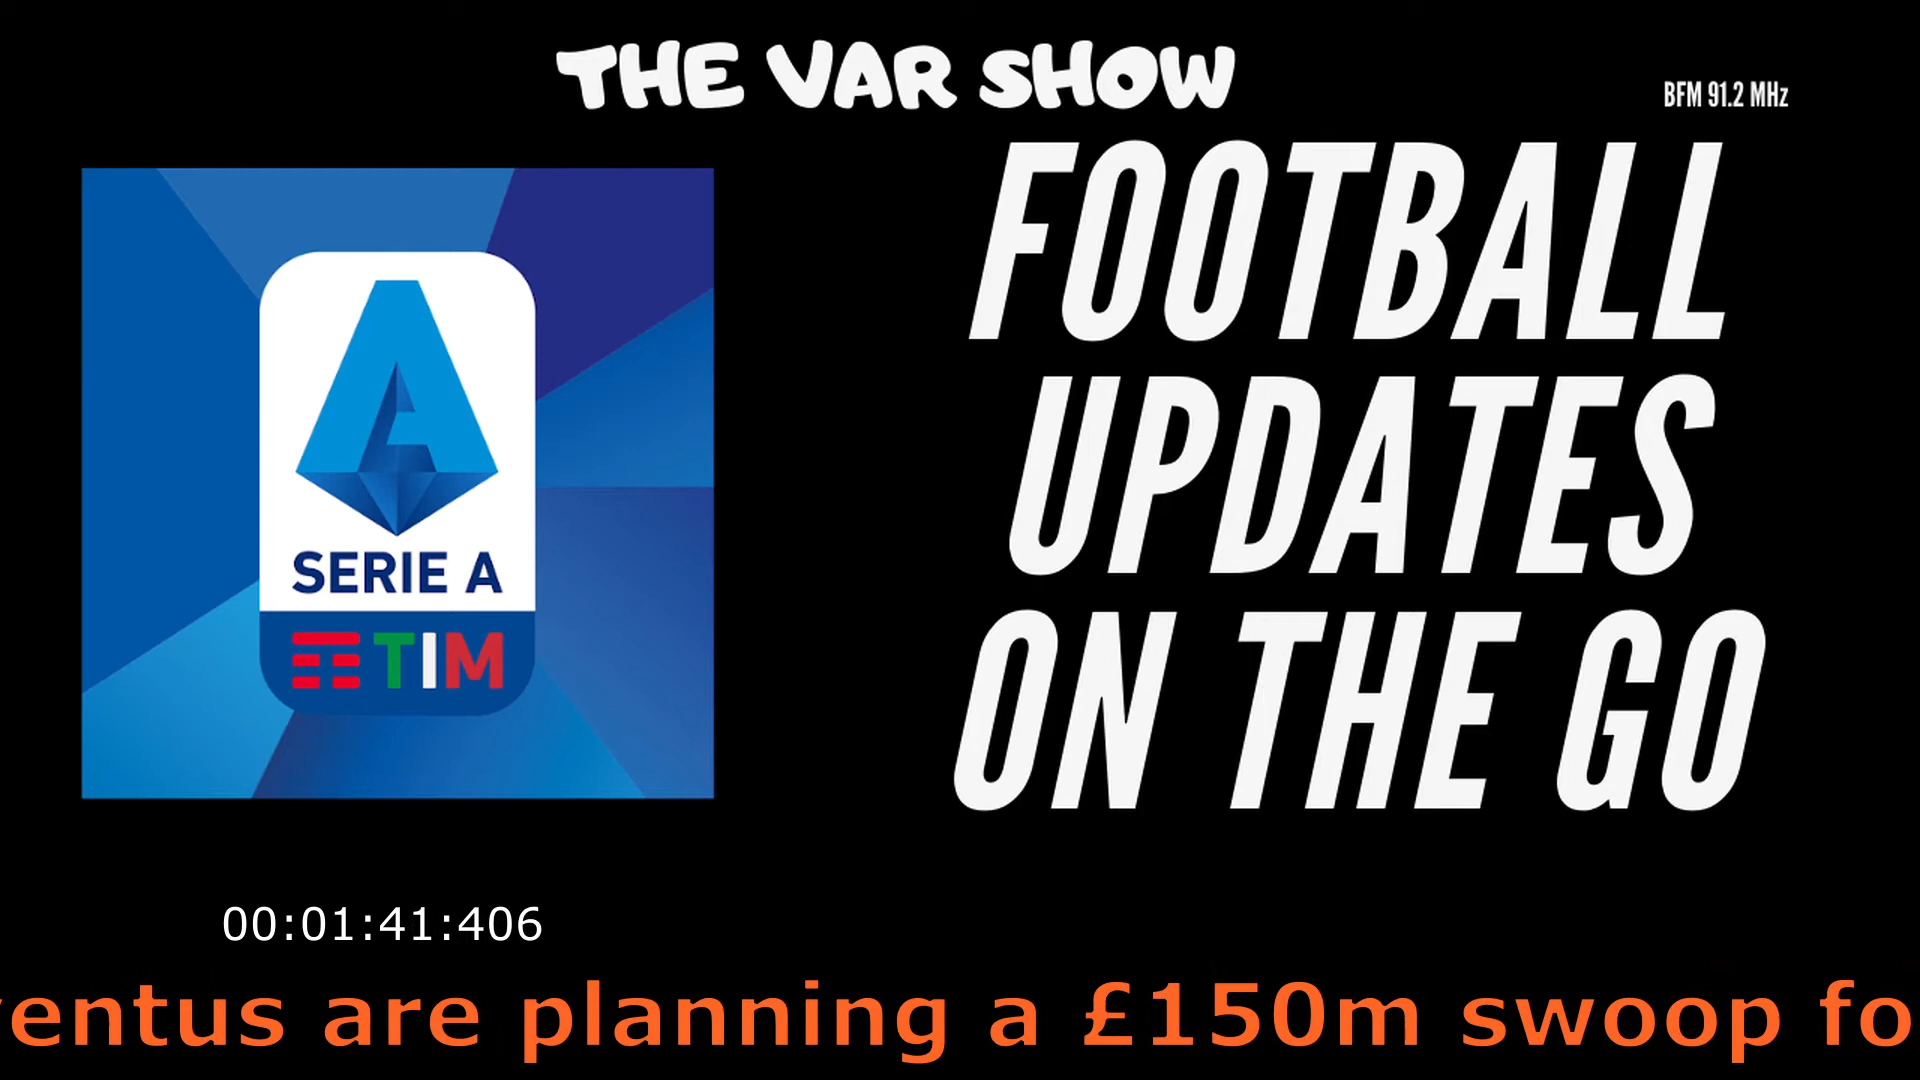 THE VAR SHOW
BFM 91.2 MHz
FOOTBALL
UPDATES
ON THE GO
SERIE A
TIM
00:01:41:406
entus are planning a £150m swoop fo